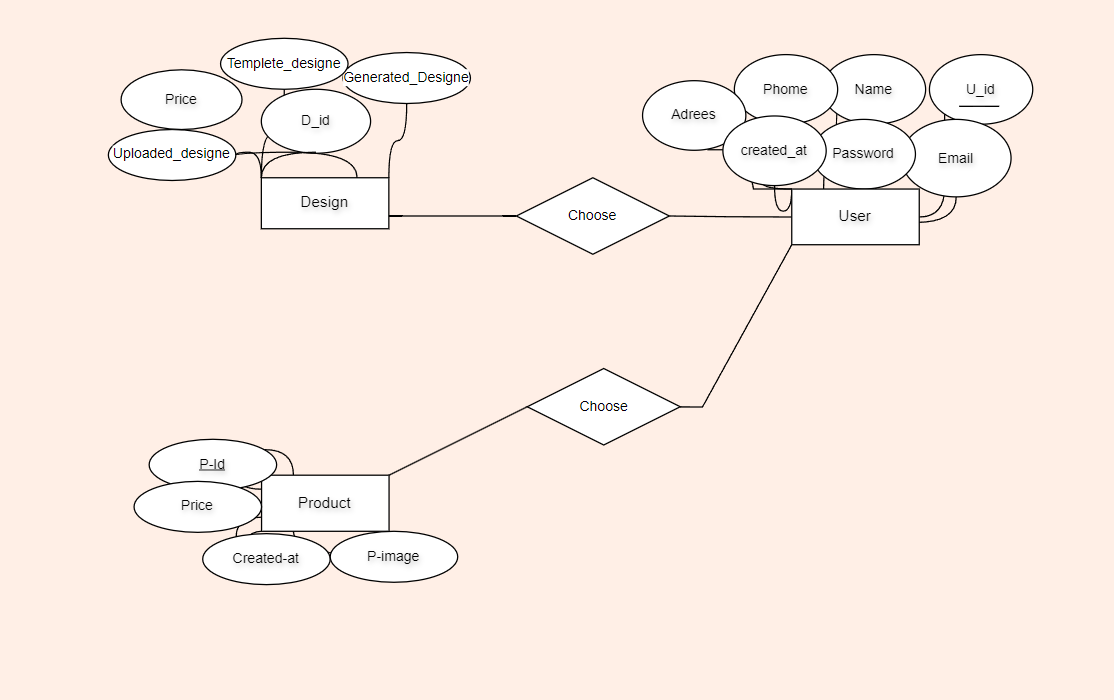 Templete_designe
Generated_Designe)
Price
D_id
Uploaded_designe
Design
Choose
Phome
Name
U_id
Adrees
created_at
Password
Email
User
Choose
P-Id
Price
Product
Created-at
P-image